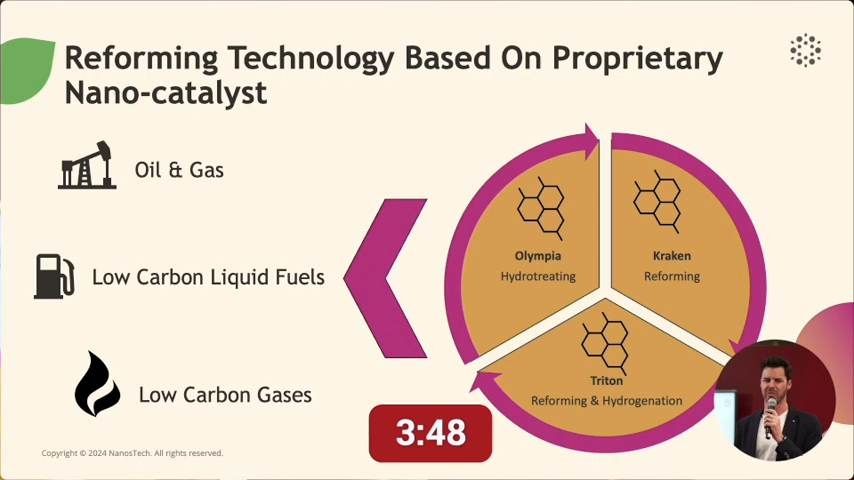 Reforming Technology Based On Proprietary
Nano-catalyst
Oil & Gas
Low Carbon Liquid Fuels
Low Carbon Gases
Olympia
Hydrotreating
Kraken
Reforming
Triton
Reforming & Hydrogenation
3:48
Copyright © 2024 NanosTech. All rights reserved.